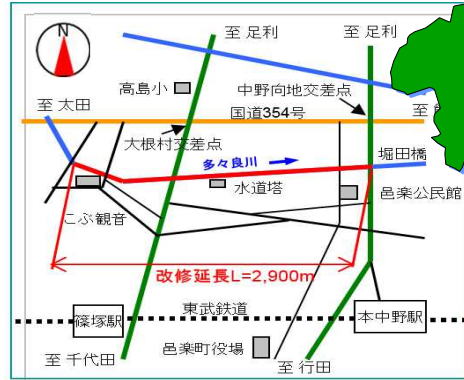 N
至 足利
至 足利
高島小
中野向地交差点
至 太田
国道354号
大根村交差点
多々良川
堀田橋
水道塔
邑楽公民館
こぶ観音
改修延長L=2,900m
東武鉄道
篠塚駅
本中野駅
邑楽町役場
至 千代田
至 行田